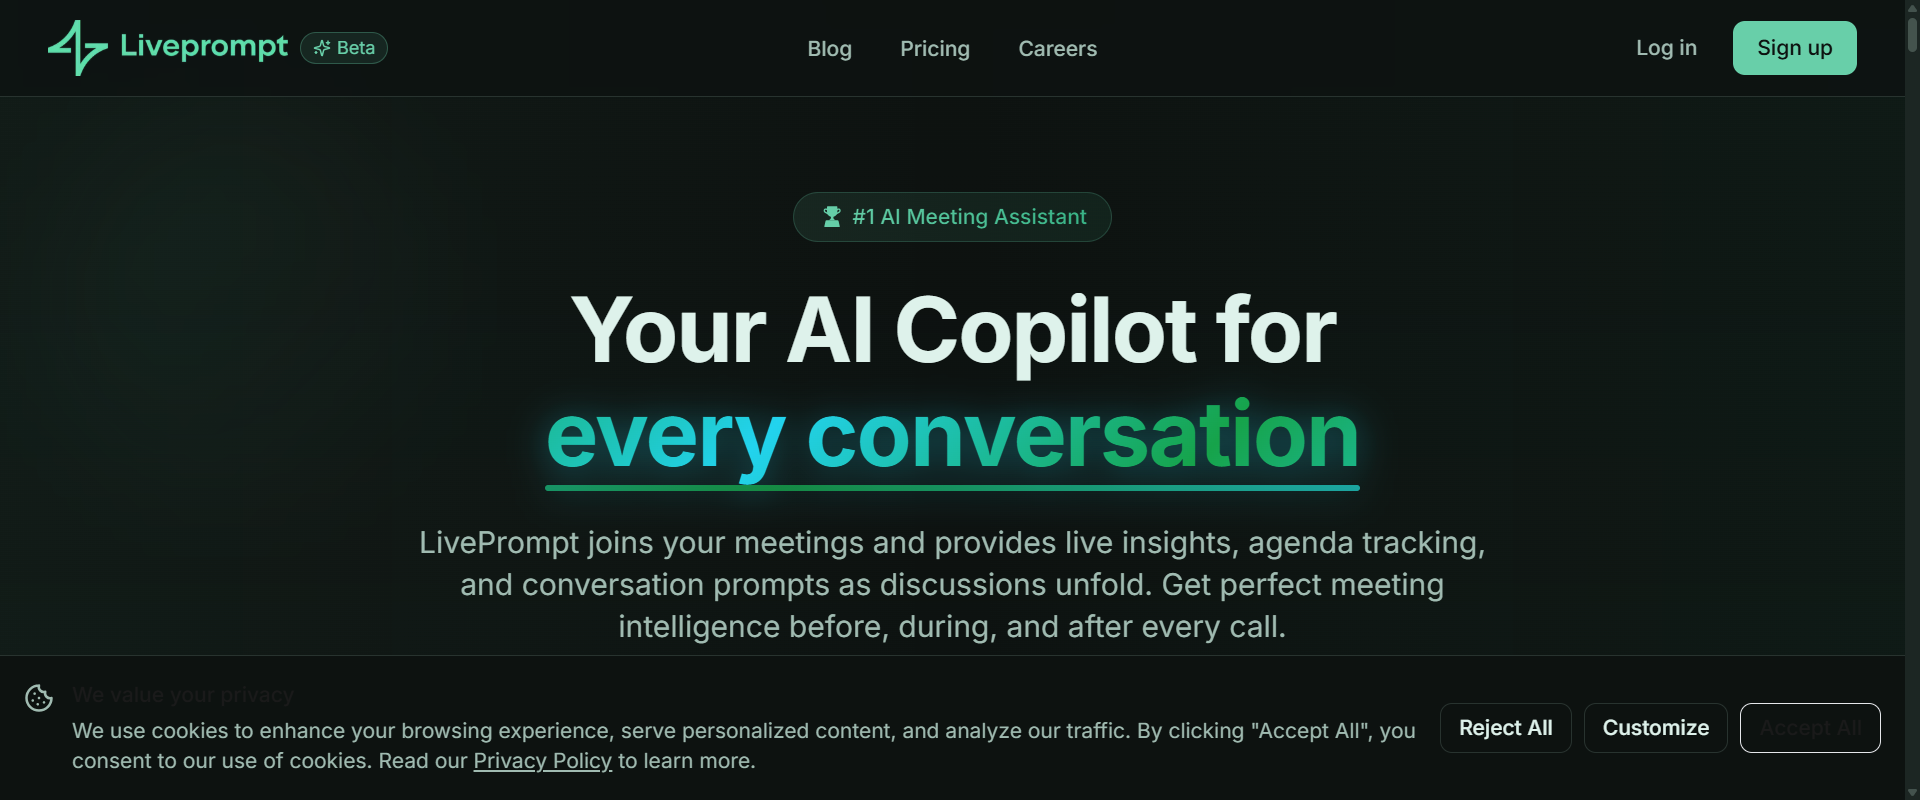 Liveprompt
Beta
Blog
Pricing
Careers
Log in
Sign up
#1 AI Meeting Assistant
Your AI Copilot for
every conversation
LivePrompt joins your meetings and provides live insights, agenda tracking,
and conversation prompts as discussions unfold. Get perfect meeting
intelligence before, during, and after every call.
We value your privacy
We use cookies to enhance your browsing experience, serve personalized content, and analyze our traffic. By clicking "Accept All", you
consent to our use of cookies. Read our Privacy Policy to learn more.
Reject All
Customize
Accept All